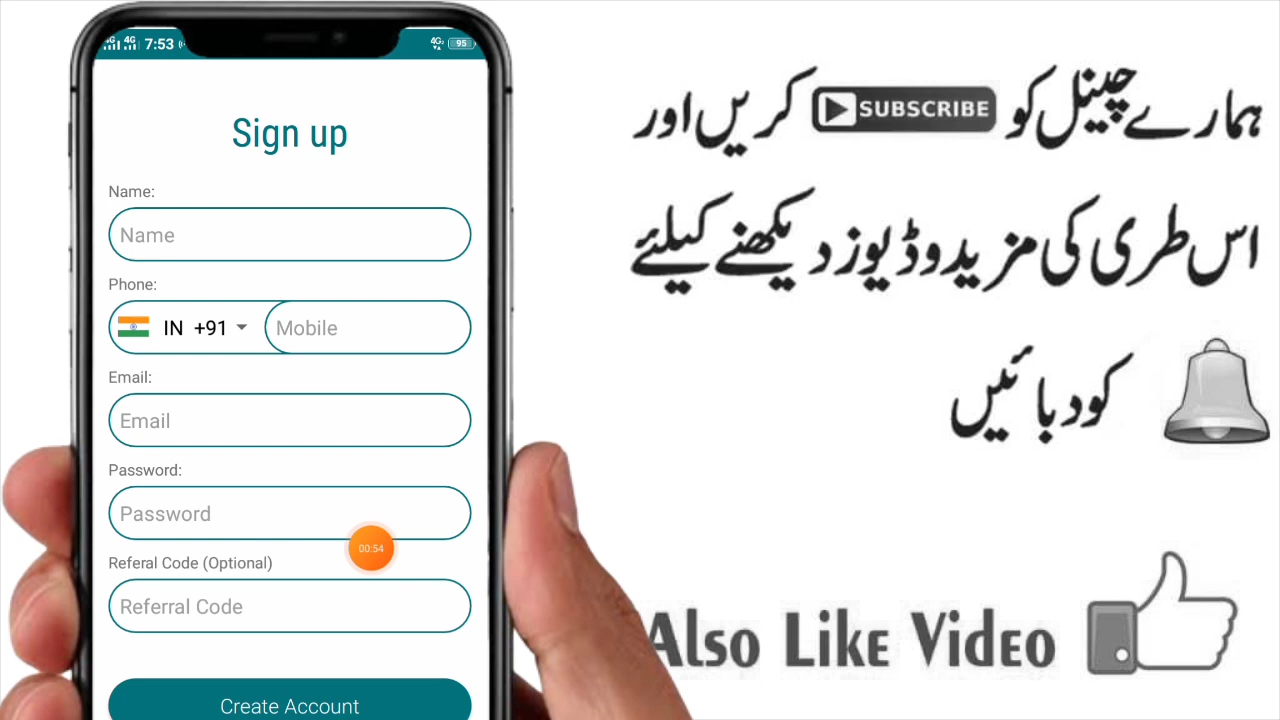 4G 4G 7:53 4G 95
Sign up
Name:
Name
Phone:
IN +91 Mobile
Email:
Email
Password:
Password
00:54
Referal Code (Optional)
Referral Code
Create Account
ہمارے چینل کو SUBSCRIBE کریں اور
اس طری کی مزید وڈیوز دیکھنے کیلئے
کو دبائیں
Also Like Video